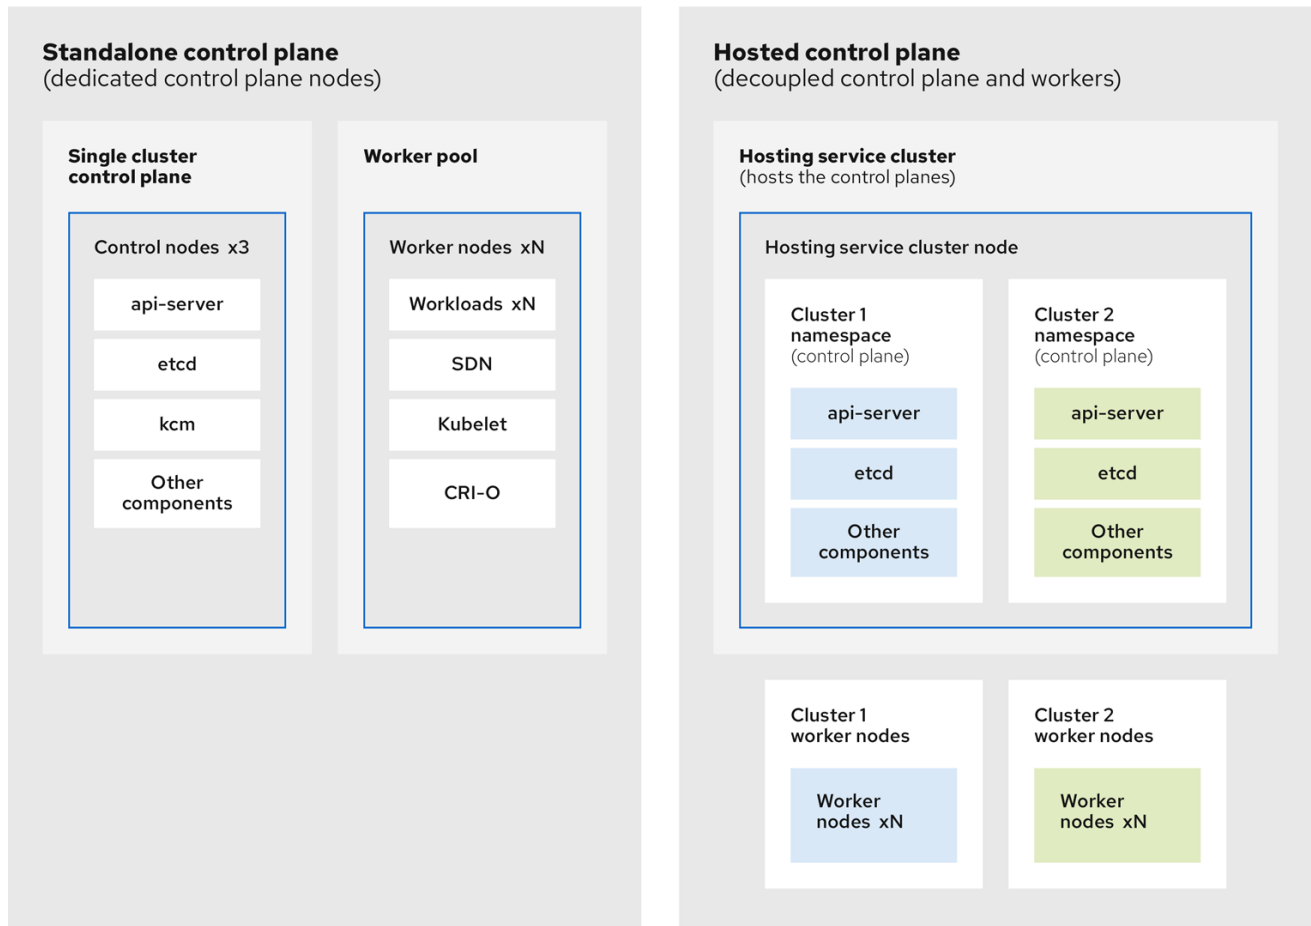 Standalone control plane
(dedicated control plane nodes)
Single cluster
control plane
Control nodes x3
api-server
etcd
kcm
Other
components
Worker pool
Worker nodes xN
Workloads xN
SDN
Kubelet
CRI-O
Hosted control plane
(decoupled control plane and workers)
Hosting service cluster
(hosts the control planes)
Hosting service cluster node
Cluster 1
namespace
(control plane)
api-server
etcd
Other
components
Cluster 2
namespace
(control plane)
api-server
etcd
Other
components
Cluster 1
worker nodes
Worker
nodes xN
Cluster 2
worker nodes
Worker
nodes xN